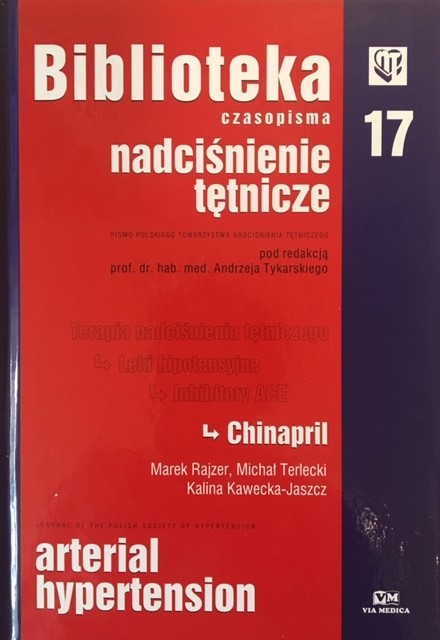 Biblioteka
czasopisma
17
nadciśnienie
tętnicze
PISMO POLSKIEGO TOWARZYSTWA NADCIŚNIENIA TĘTNICZEGO
pod redakcją
prof. dr. hab. med. Andrzeja Tykarskiego
Terapia nadciśnienia tętniczego
↳ Leki hipotensyjne
↳ Inhibitory ACE
↳ Chinapril
Marek Rajzer, Michał Terlecki
Kalina Kawecka-Jaszcz
JOURNAL OF THE POLISH SOCIETY OF HYPERTENSION
arterial
hypertension
VM
VIA MEDICA